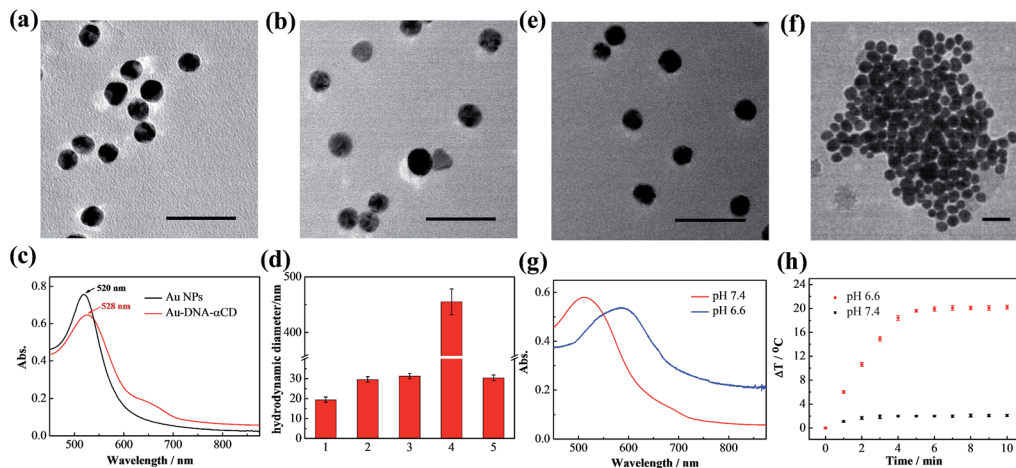 (a)
(b)
(e)
(f)
(c)
520 nm
528 nm
Au NPs
Au-DNA-αCD
0.8
0.6
0.4
0.2
0.0
Abs.
500 600 700 800
Wavelength / nm
(d)
hydrodynamic diameter/nm
450
30
20
10
0
1 2 3 4 5
(g)
pH 7.4
pH 6.6
0.6
0.4
0.2
0.0
Abs.
500 600 700 800
Wavelength / nm
(h)
pH 6.6
pH 7.4
24
20
16
12
8
4
0
ΔT / ⁰C
0 2 4 6 8 10
Time / min